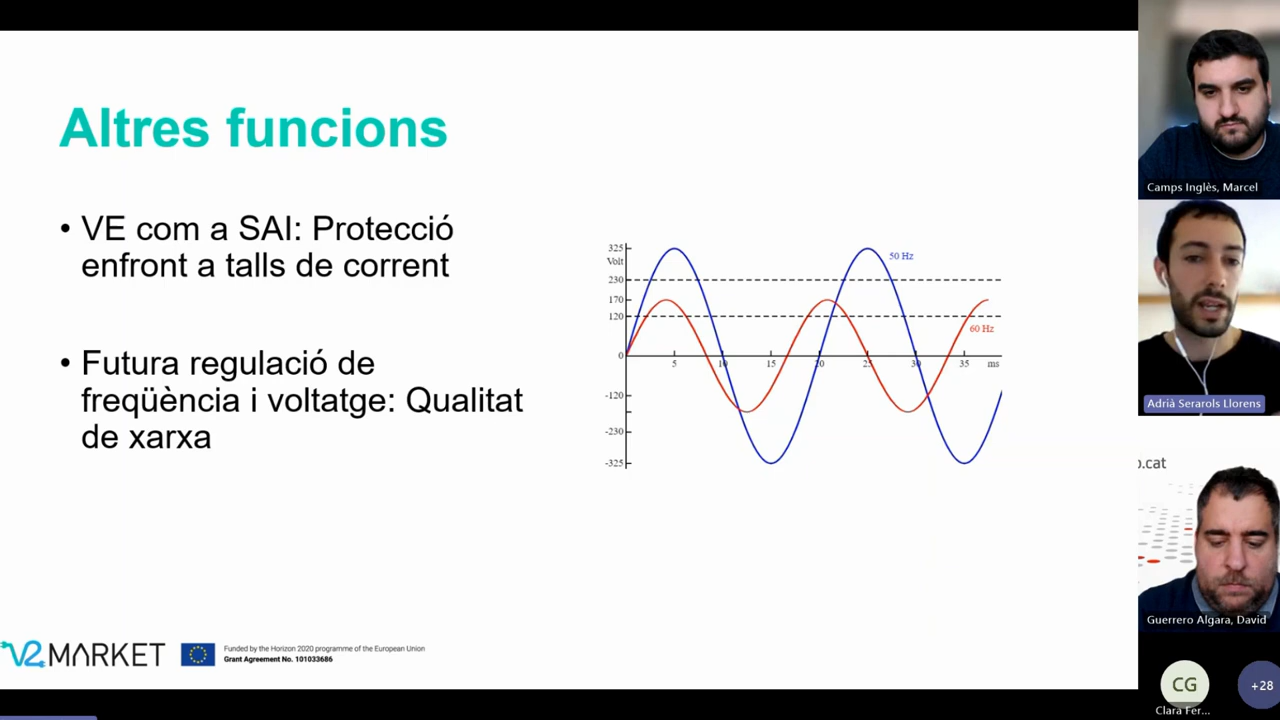 Altres funcions
• VE com a SAI: Protecció
enfront a talls de corrent
• Futura regulació de
freqüència i voltatge: Qualitat
de xarxa
325
Volt
230
170
120
0
-120
-230
-325
5
10
15
20
25
30
35
ms
50 Hz
60 Hz
V2MARKET
Funded by the Horizon 2020 programme of the European Union
Grant Agreement No. 101033686
Camps Inglès, Marcel
Adrià Serarols Llorens
o.cat
Guerrero Algara, David
CG
Clara Fer...
+28